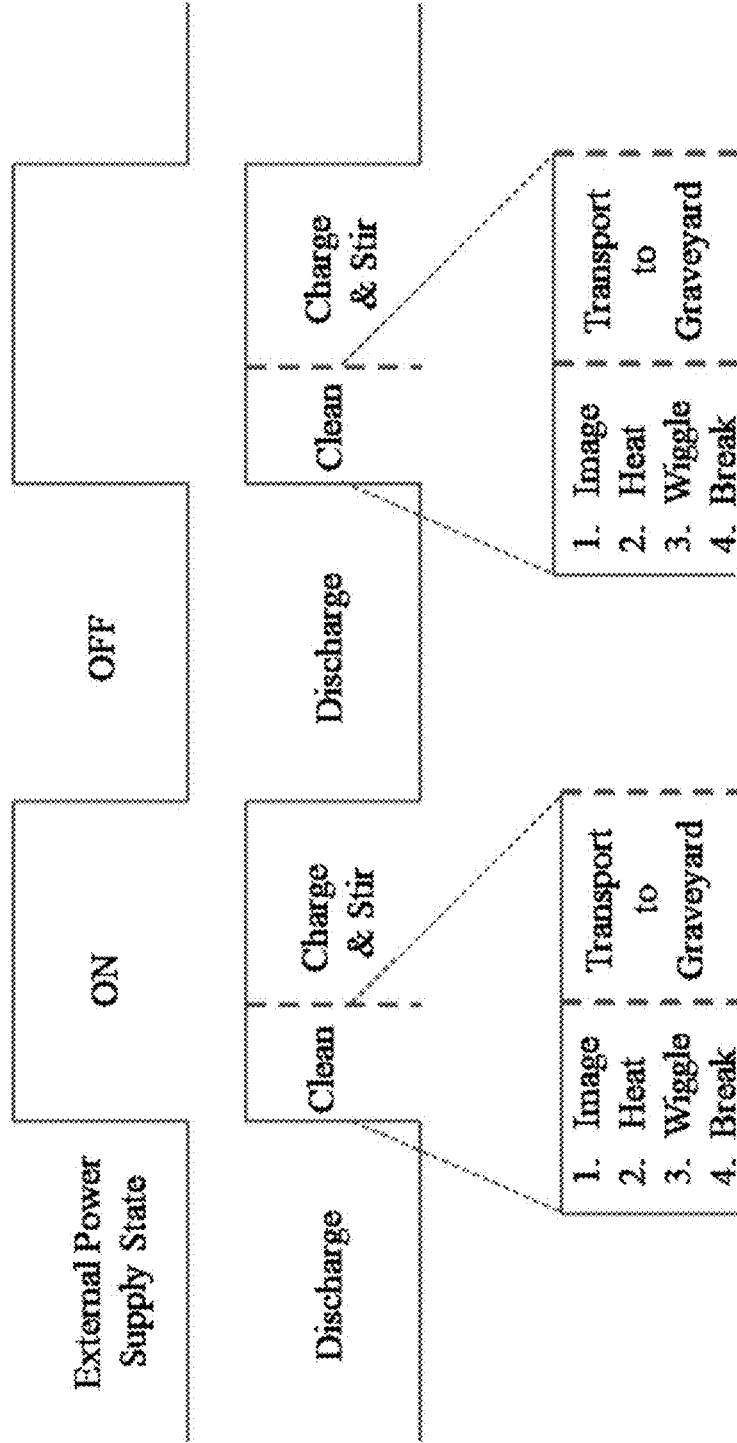 External Power
Supply State
ON
OFF
Discharge
Clean
Charge
& Stir
Discharge
Clean
Charge
& Stir
1. Image
2. Heat
3. Wiggle
4. Break
Transport
to
Graveyard
1. Image
2. Heat
3. Wiggle
4. Break
Transport
to
Graveyard